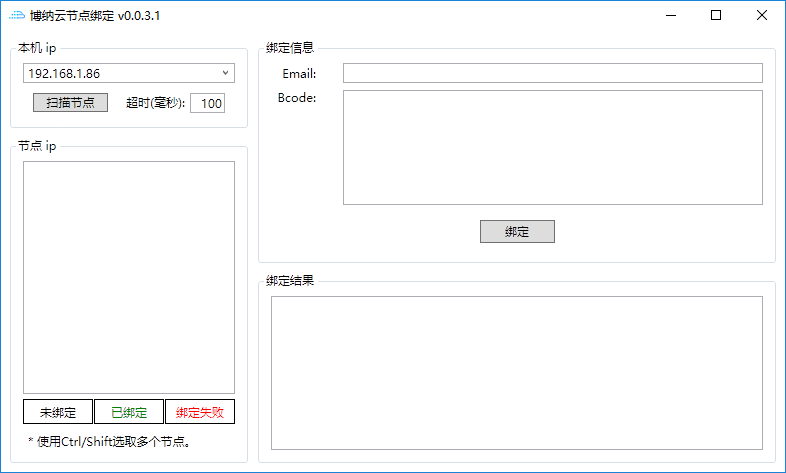 博纳云节点绑定 v0.0.3.1
本机 ip
192.168.1.86
扫描节点 超时(毫秒): 100
节点 ip
未绑定 已绑定 绑定失败
* 使用Ctrl/Shift选取多个节点。
绑定信息
Email:
Bcode:
绑定
绑定结果